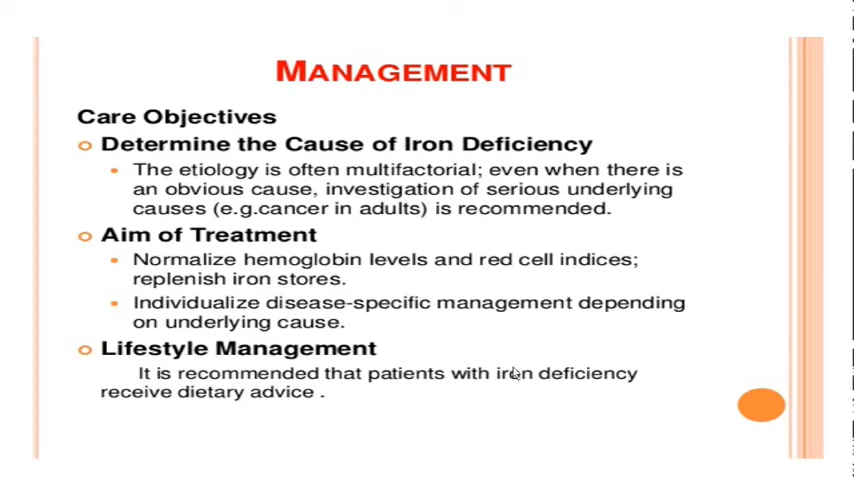 MANAGEMENT
Care Objectives
Determine the Cause of Iron Deficiency
The etiology is often multifactorial; even when there is
an obvious cause, investigation of serious underlying
causes (e.g.cancer in adults) is recommended.
Aim of Treatment
Normalize hemoglobin levels and red cell indices;
replenish iron stores.
Individualize disease-specific management depending
on underlying cause.
Lifestyle Management
It is recommended that patients with iron deficiency
receive dietary advice .